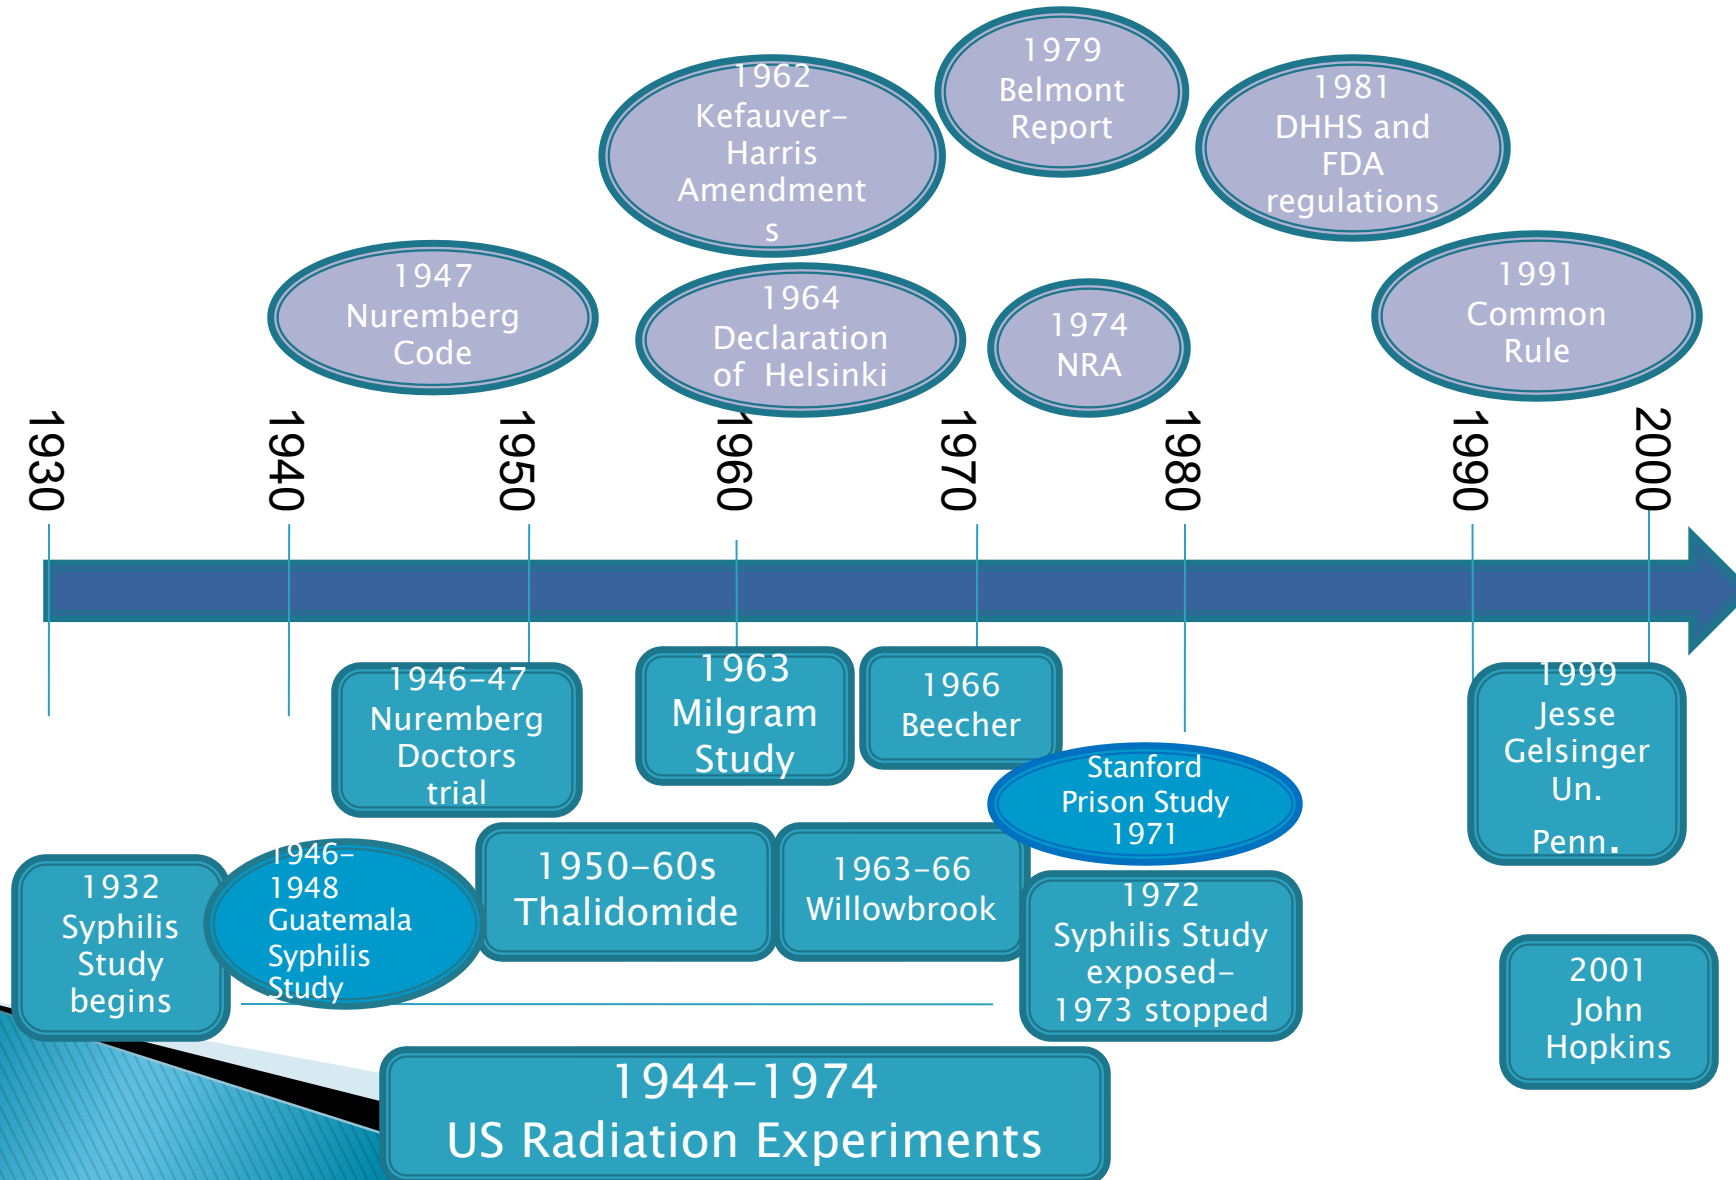 1962
Kefauver-
Harris
Amendment
s
1979
Belmont
Report
1981
DHHS and
FDA
regulations
1947
Nuremberg
Code
1964
Declaration
of Helsinki
1974
NRA
1991
Common
Rule
1930
1940
1950
1960
1970
1980
1990
2000
1946-47
Nuremberg
Doctors
trial
1963
Milgram
Study
1966
Beecher
Stanford
Prison Study
1971
1999
Jesse
Gelsinger
Un.
Penn.
1932
Syphilis
Study
begins
1946-
1948
Guatemala
Syphilis
Study
1950-60s
Thalidomide
1963-66
Willowbrook
1972
Syphilis Study
exposed-
1973 stopped
2001
John
Hopkins
1944-1974
US Radiation Experiments